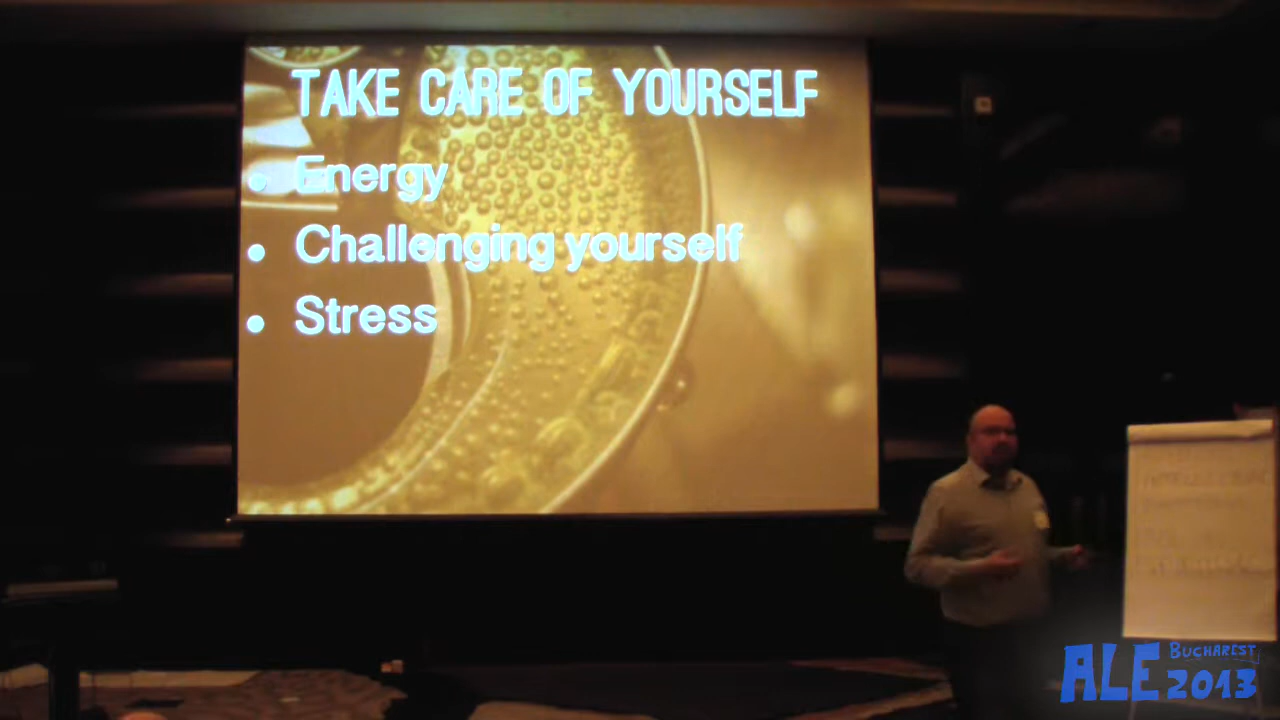 TAKE CARE OF YOURSELF
• Energy
• Challenging yourself
• Stress
ALE BUCHAREST
2013